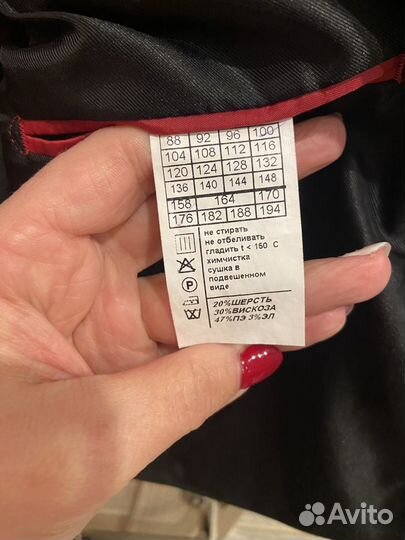 88 92 96 100
104 108 112 116
120 124 128 132
136 140 144 148
158 164 170
176 182 188 194
не стирать
не отбеливать
гладить t < 150 С
химчистка
сушка в
подвешенном
виде
P
20%ШЕРСТЬ
30%ВИСКОЗА
47%ПЭ 3%ЭЛ
Avito